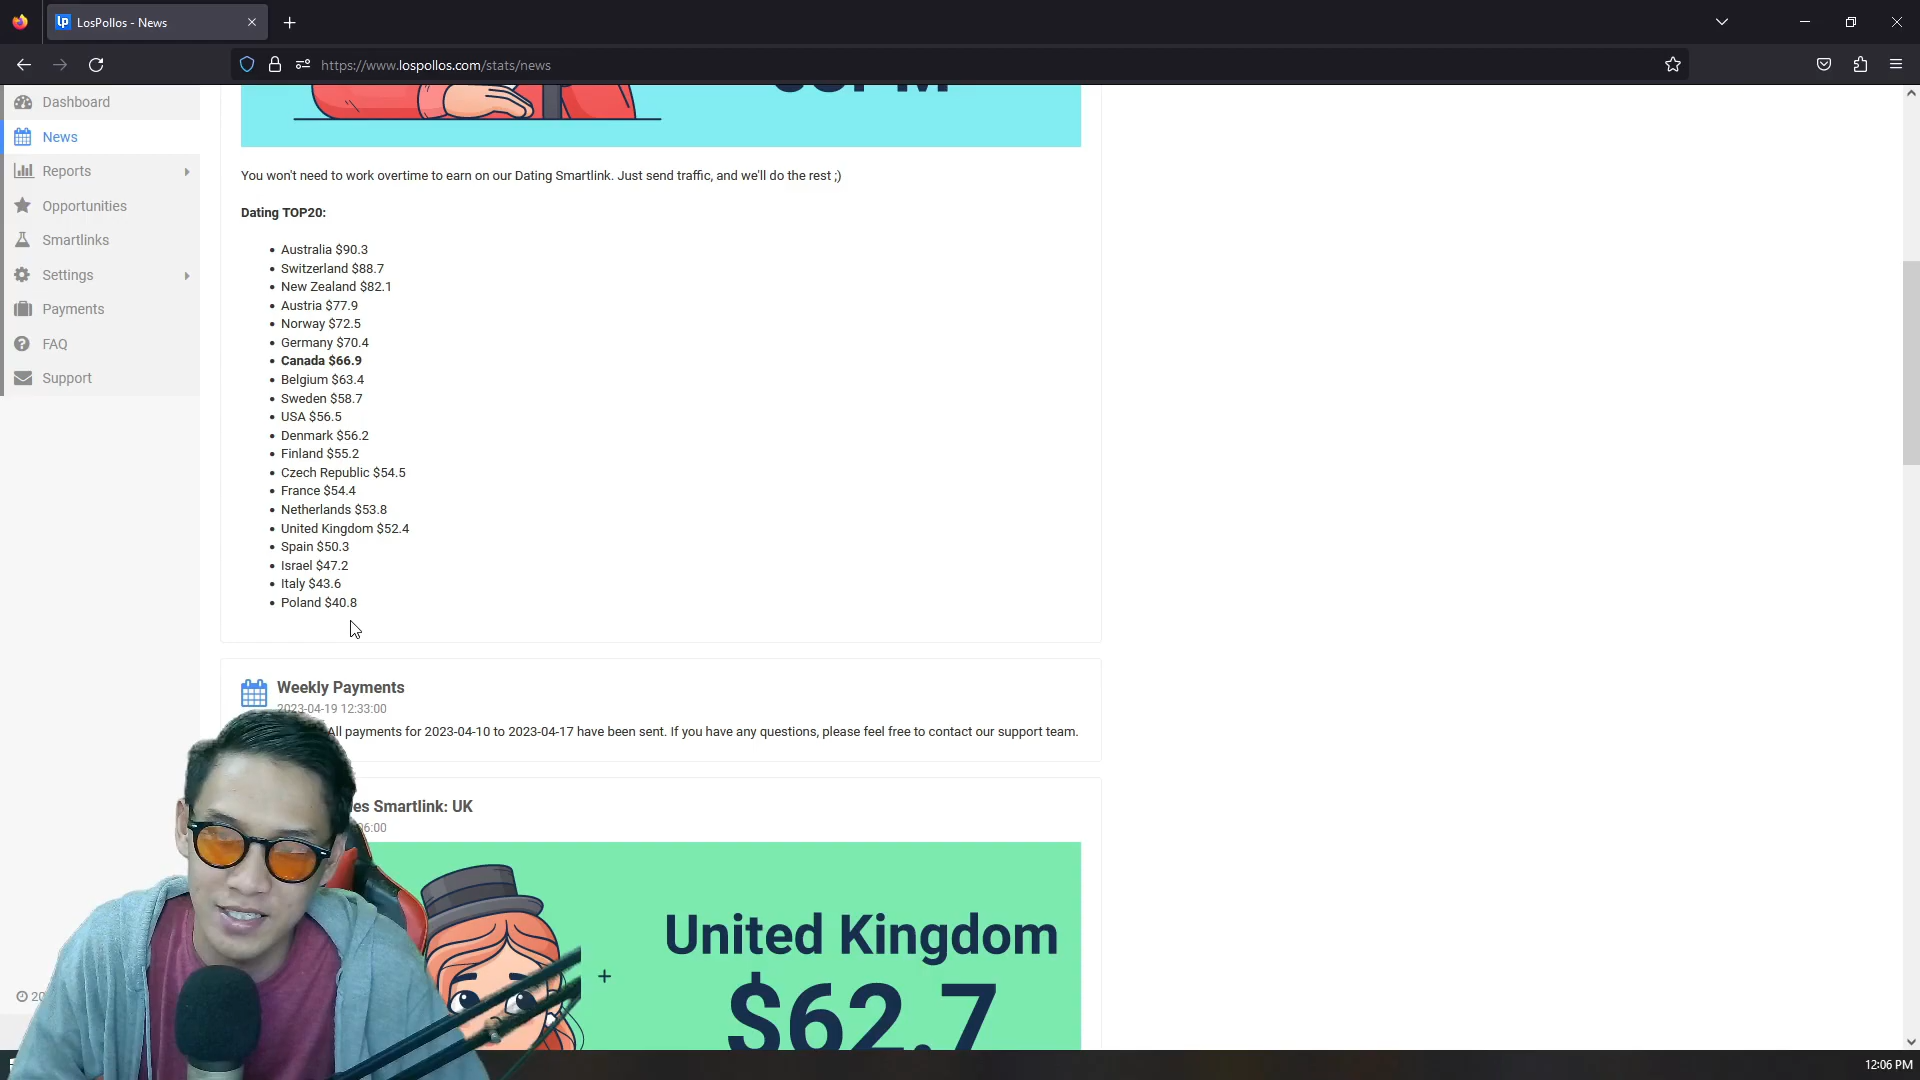 LosPollos - News
https://www.lospollos.com/stats/news
Dashboard
News
Reports
Opportunities
Smartlinks
Settings
Payments
FAQ
Support
You won't need to work overtime to earn on our Dating Smartlink. Just send traffic, and we'll do the rest ;)
Dating TOP20:
Australia $90.3
Switzerland $88.7
New Zealand $82.1
Austria $77.9
Norway $72.5
Germany $70.4
Canada $66.9
Belgium $63.4
Sweden $58.7
USA $56.5
Denmark $56.2
Finland $55.2
Czech Republic $54.5
France $54.4
Netherlands $53.8
United Kingdom $52.4
Spain $50.3
Israel $47.2
Italy $43.6
Poland $40.8
Weekly Payments
2023-04-19 12:33:00
All payments for 2023-04-10 to 2023-04-17 have been sent. If you have any questions, please feel free to contact our support team.
Smartlink: UK
United Kingdom
$62.7
12:06 PM